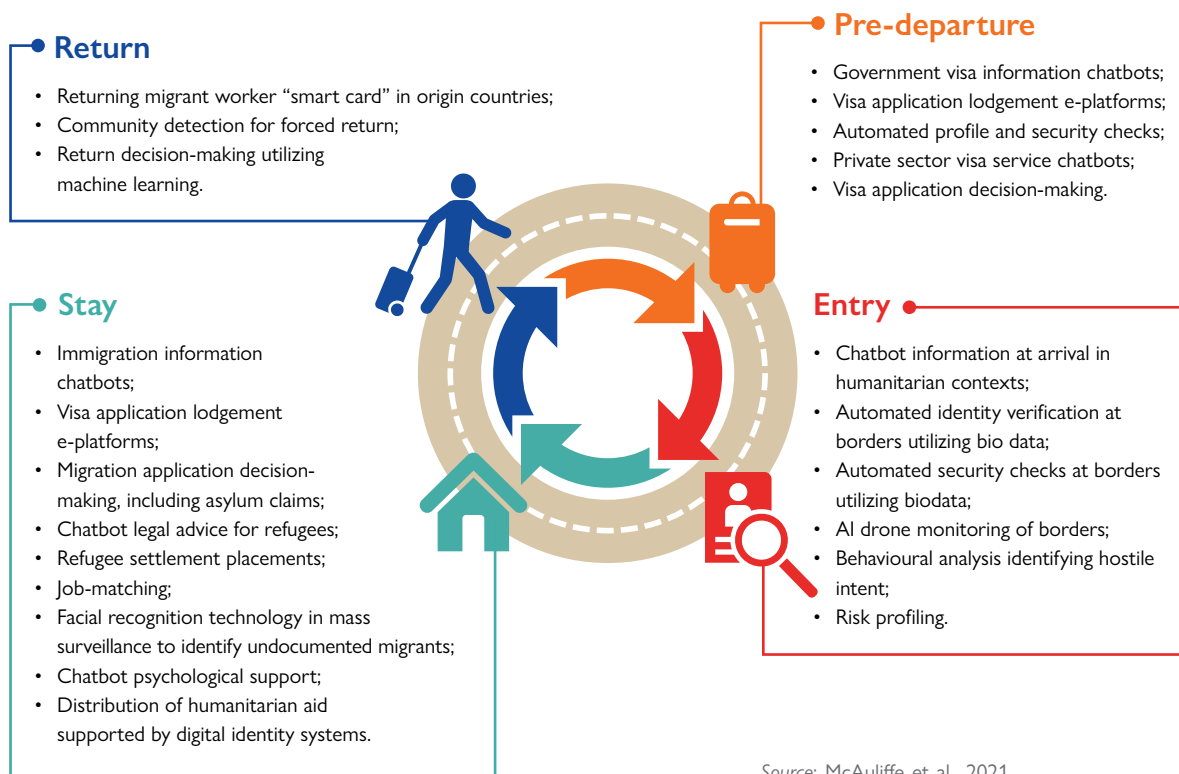 Return
• Returning migrant worker “smart card” in origin countries;
• Community detection for forced return;
• Return decision-making utilizing
machine learning.
Pre-departure
• Government visa information chatbots;
• Visa application lodgement e-platforms;
• Automated profile and security checks;
• Private sector visa service chatbots;
• Visa application decision-making.
Stay
• Immigration information
chatbots;
• Visa application lodgement
e-platforms;
• Migration application decision-
making, including asylum claims;
• Chatbot legal advice for refugees;
• Refugee settlement placements;
• Job-matching;
• Facial recognition technology in mass
surveillance to identify undocumented migrants;
• Chatbot psychological support;
• Distribution of humanitarian aid
supported by digital identity systems.
Entry
• Chatbot information at arrival in
humanitarian contexts;
• Automated identity verification at
borders utilizing bio data;
• Automated security checks at borders
utilizing biodata;
• AI drone monitoring of borders;
• Behavioural analysis identifying hostile
intent;
• Risk profiling.
Source: McAuliffe et al., 2021